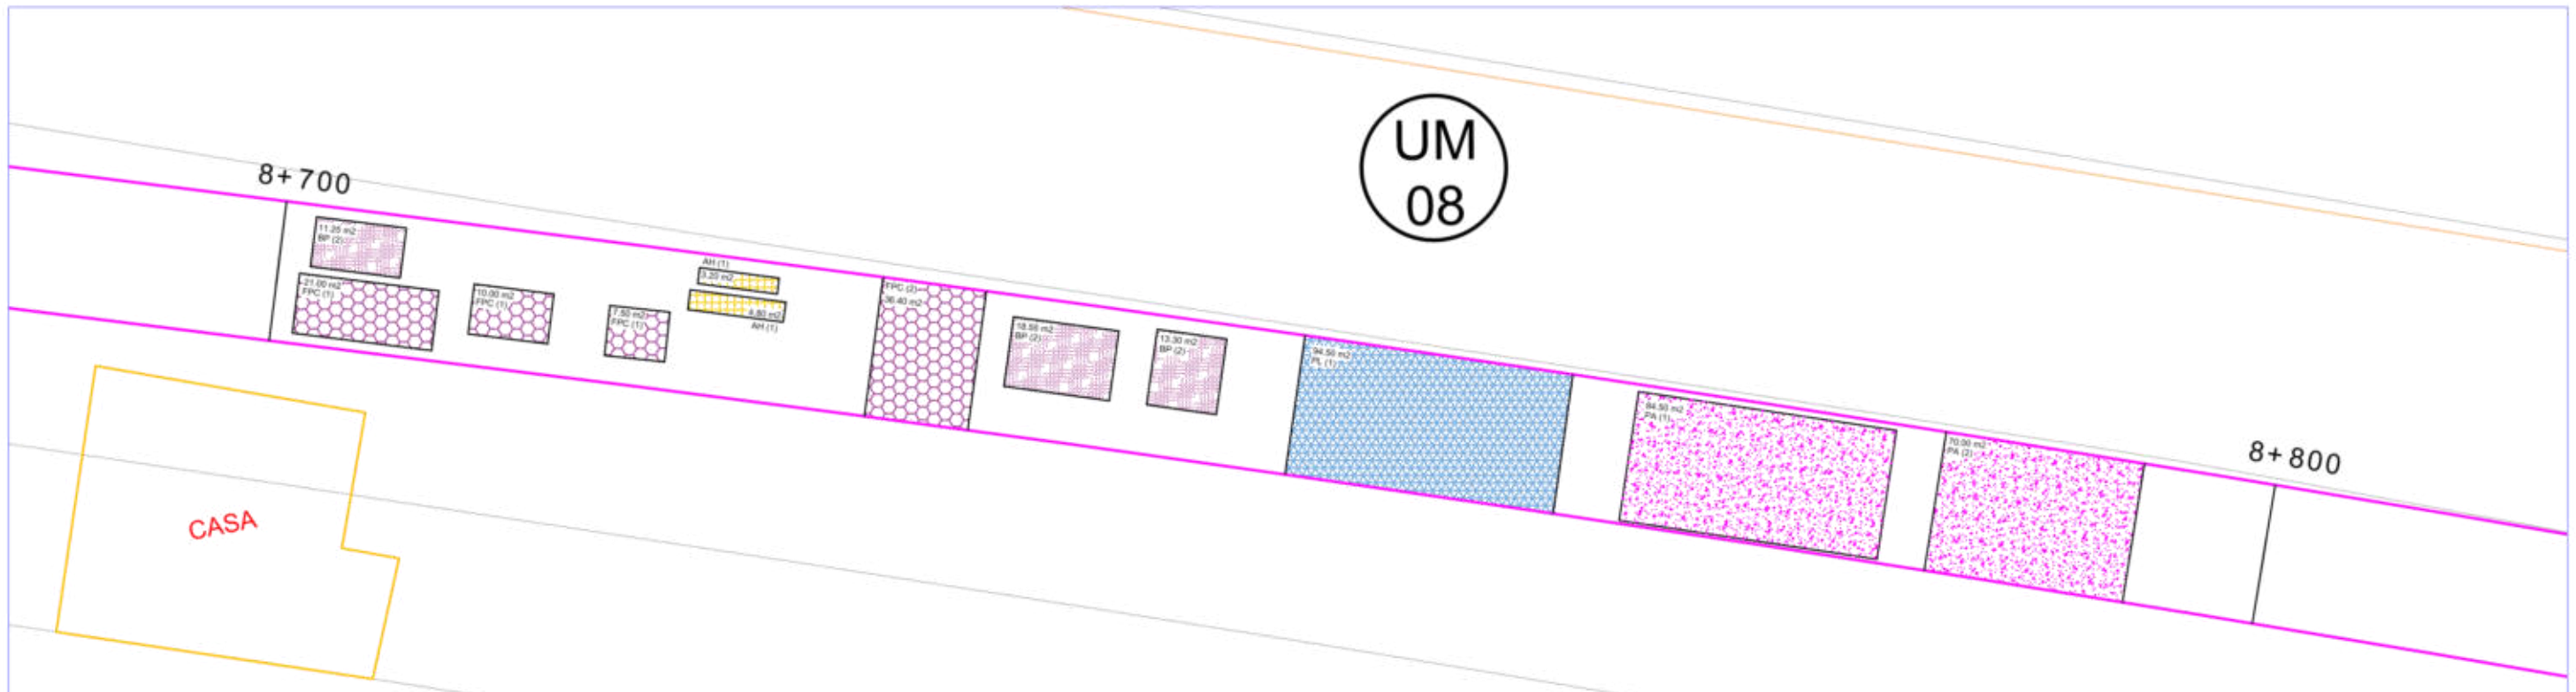 UM
08
8+700
11.25 m2
BP (2)
21.00 m2
FPC (1)
10.00 m2
FPC (1)
7.50 m2
FPC (1)
AH (1)
3.20 m2
4.80 m2
AH (1)
FPC (2)
36.40 m2
18.55 m2
BP (2)
13.30 m2
BP (2)
94.50 m2
PL (1)
84.50 m2
PA (1)
70.00 m2
PA (2)
8+800
CASA